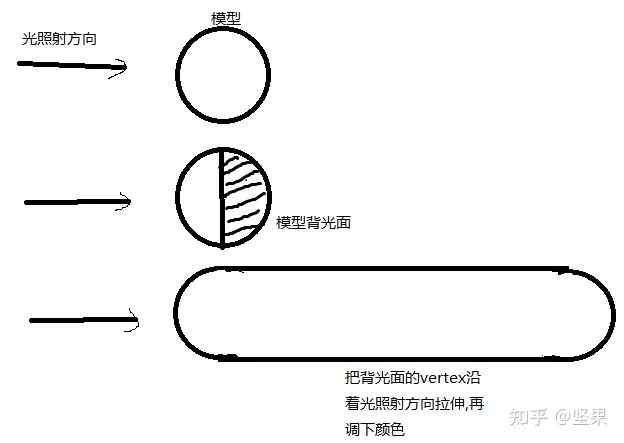 模型
光照射方向
模型背光面
把背光面的vertex沿
着光照射方向拉伸,再
调下颜色
知乎 @坚果